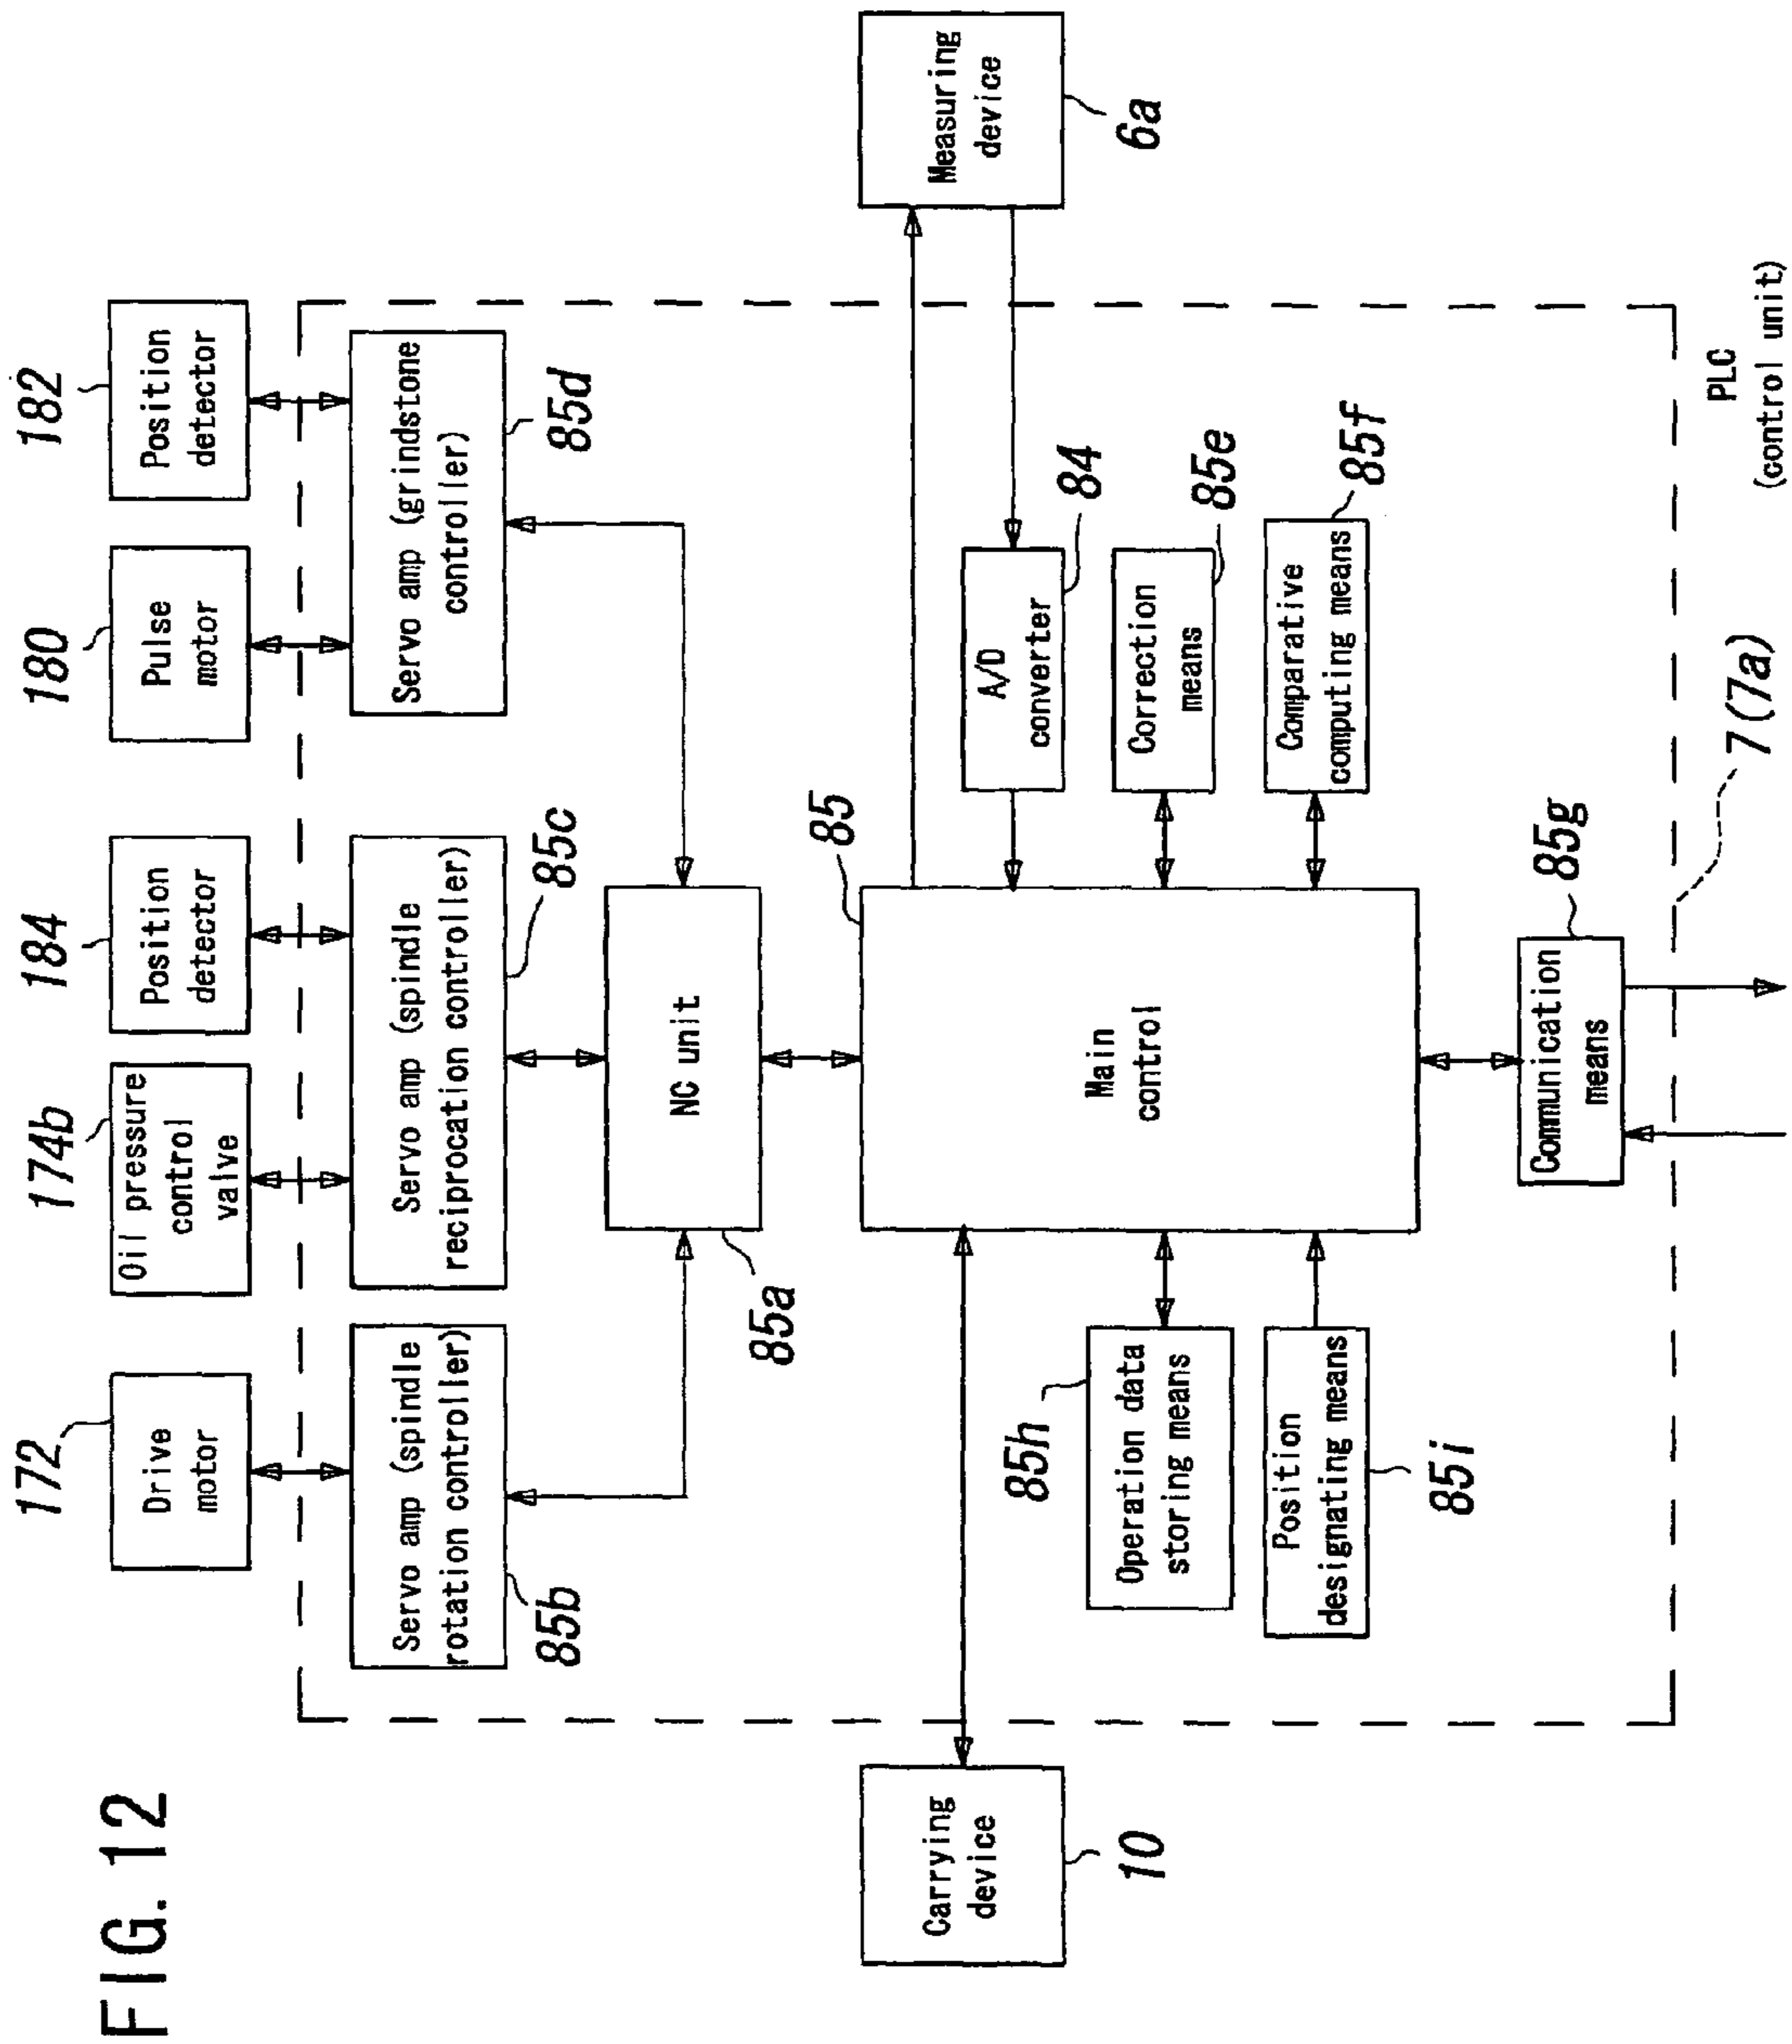 FIG. 12
172
174b
184
180
182
Drive
motor
Oil pressure
control
valve
Position
detector
Pulse
motor
Position
detector
Servo amp (spindle
rotation controller)
Servo amp (spindle
reciprocation controller)
Servo amp (grindstone
controller)
85b
85c
85d
NC unit
85a
85
Carrying
device
10
Main
control
Measuring
device
6a
A/D
converter
84
85h
Operation data
storing means
Correction
means
85e
Position
designating means
85i
Comparative
computing means
85f
Communication
means
85g
7(7a)
PLC
(control unit)